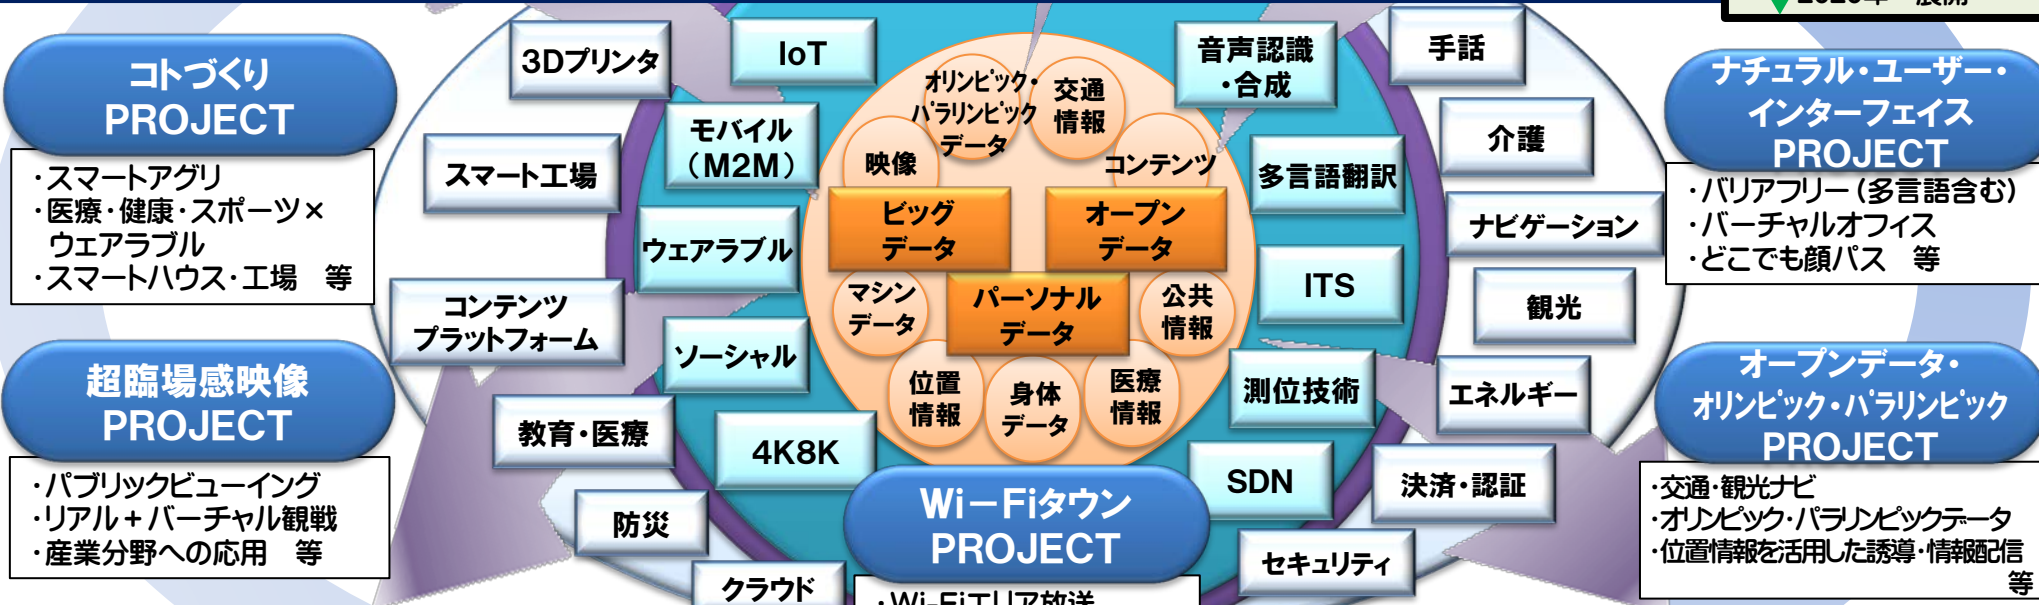 2020年 展開
コトづくり
PROJECT
・スマートアグリ
・医療・健康・スポーツ×
ウェアラブル
・スマートハウス・工場 等
超臨場感映像
PROJECT
・パブリックビューイング
・リアル＋バーチャル観戦
・産業分野への応用 等
3Dプリンタ
スマート工場
コンテンツ
プラットフォーム
教育・医療
防災
クラウド
IoT
モバイル
（M2M）
ウェアラブル
ソーシャル
4K8K
オリンピック・
パラリンピック
データ
交通
情報
映像
コンテンツ
ビッグ
データ
オープン
データ
パーソナル
データ
マシン
データ
公共
情報
位置
情報
身体
データ
医療
情報
Wi－Fiタウン
PROJECT
・Wi-Fiエリア放送
音声認識
・合成
多言語翻訳
ITS
測位技術
SDN
手話
介護
ナビゲーション
観光
エネルギー
決済・認証
セキュリティ
ナチュラル・ユーザー・
インターフェイス
PROJECT
・バリアフリー（多言語含む）
・バーチャルオフィス
・どこでも顔パス 等
オープンデータ・
オリンピック・パラリンピック
PROJECT
・交通・観光ナビ
・オリンピック・パラリンピックデータ
・位置情報を活用した誘導・情報配信
等